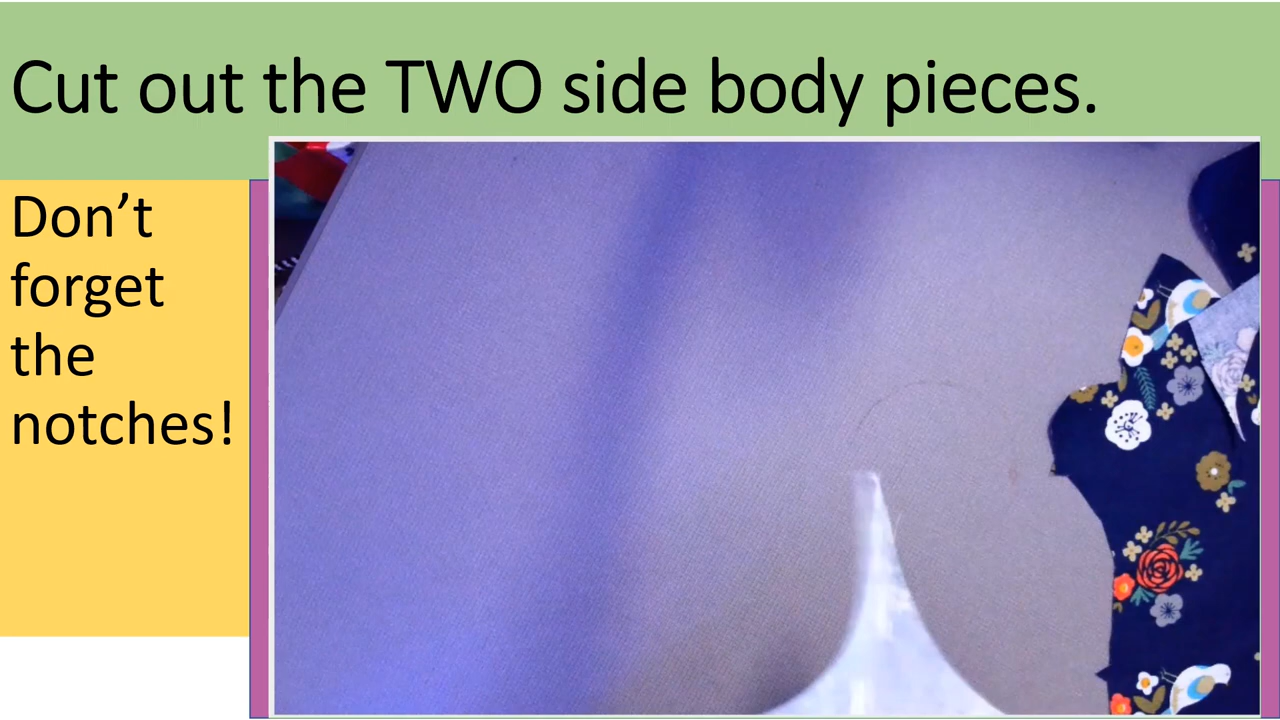 Cut out the TWO side body pieces.
Don’t
forget
the
notches!